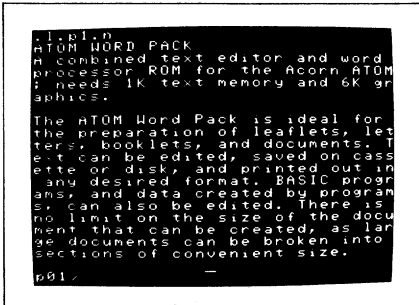 .l.p1.n
ATOM WORD PACK
A combined text editor and word
processor ROM for the Acorn ATOM
; needs 1K text memory and 6K gr
aphics.

The ATOM Word Pack is ideal for
the preparation of leaflets, let
ters, booklets, and documents. T
ext can be edited, saved on cass
ette or disk, and printed out in
any desired format. BASIC progr
ams, and data created by program
s, can also be edited. There is
no limit on the size of the docu
ment that can be created, as lar
ge documents can be broken into
sections of convenient size.

p01/